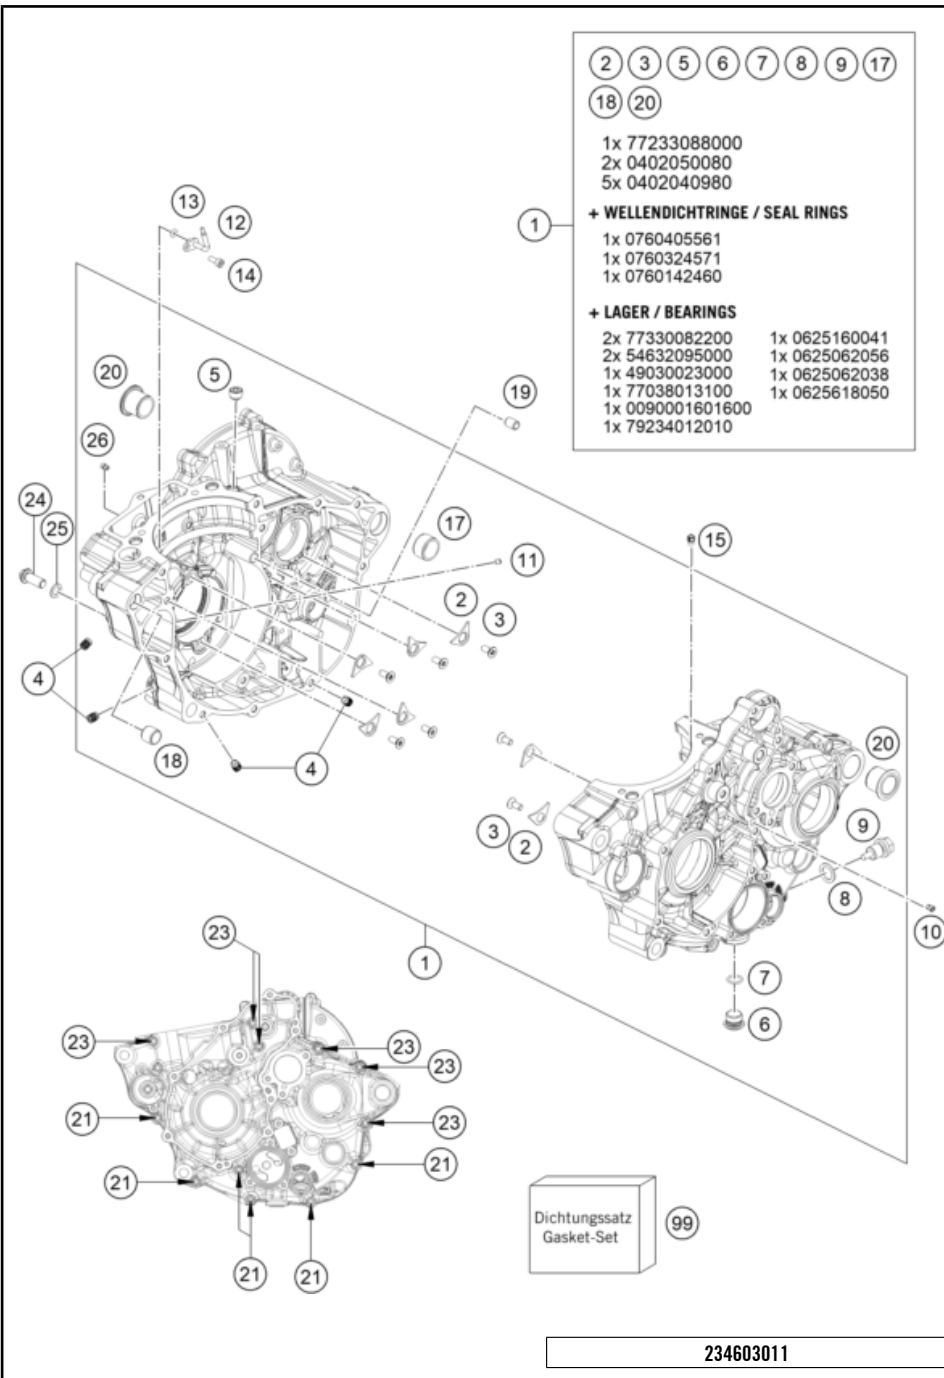 2 3 5 6 7 8 9 17
18 20
1x 77233088000
2x 0402050080
5x 0402040980
+ WELLENDICHTRINGE / SEAL RINGS
1
1x 0760405561
1x 0760324571
1x 0760142460
+ LAGER / BEARINGS
2x 77330082200 1x 0625160041
2x 54632095000 1x 0625062056
1x 49030023000 1x 0625062038
1x 77038013100 1x 0625618050
1x 0090001601600
1x 79234012010
13
12
14
20
5
19
26
24
25
17
15
11
2
3
4
18
4
20
3
2
9
8
10
1
7
6
23
23
23
23
21
23
21
21
21
21
99
Dichtungssatz
Gasket-Set
234603011